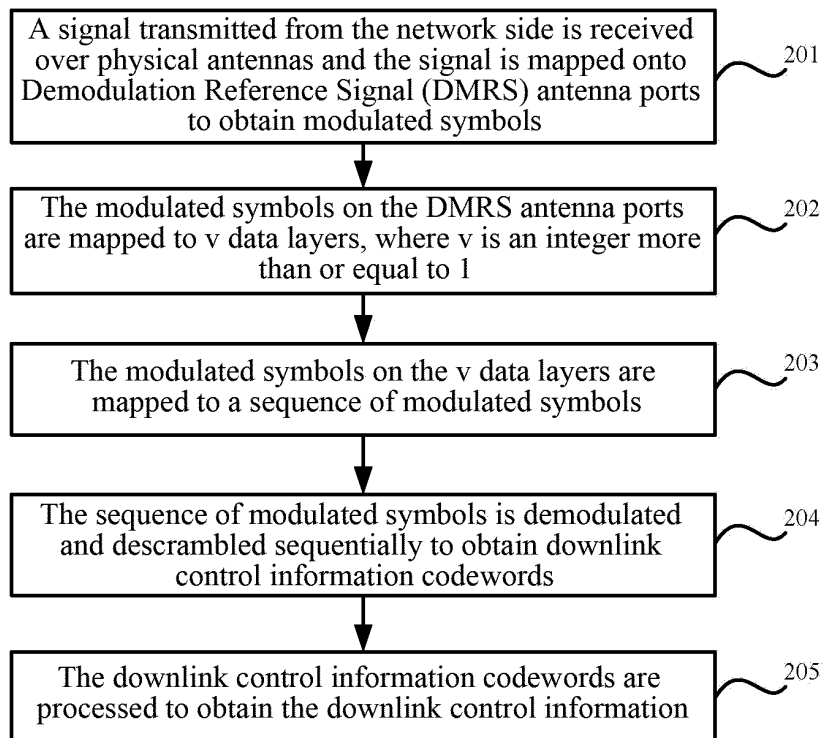 A signal transmitted from the network side is received
over physical antennas and the signal is mapped onto
Demodulation Reference Signal (DMRS) antenna ports
to obtain modulated symbols
201
The modulated symbols on the DMRS antenna ports
are mapped to v data layers, where v is an integer more
than or equal to 1
202
The modulated symbols on the v data layers are
mapped to a sequence of modulated symbols
203
The sequence of modulated symbols is demodulated
and descrambled sequentially to obtain downlink
control information codewords
204
The downlink control information codewords are
processed to obtain the downlink control information
205